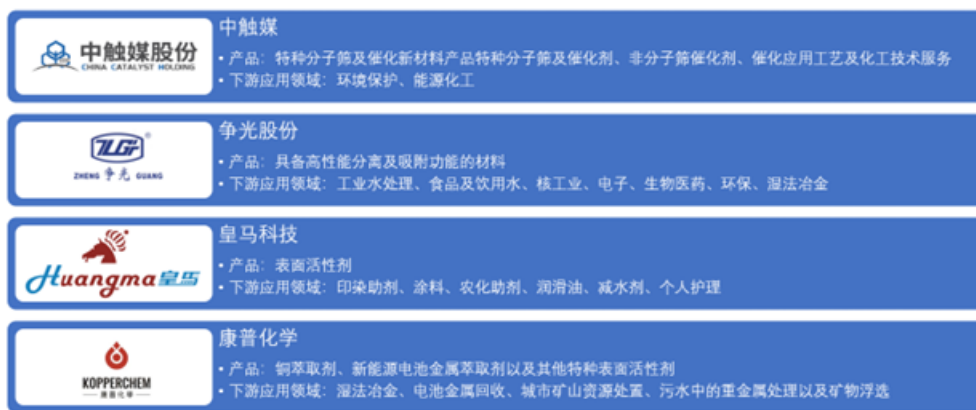 中触媒股份
CHINA CATALYST HOLDING
中触媒
• 产品：特种分子筛及催化新材料产品特种分子筛及催化剂、非分子筛催化剂、催化应用工艺及化工技术服务
• 下游应用领域：环境保护、能源化工
ZLGF®
ZHENG 争光 GUANG
争光股份
• 产品：具备高性能分离及吸附功能的材料
• 下游应用领域：工业水处理、食品及饮用水、核工业、电子、生物医药、环保、湿法冶金
Huangma 皇马
皇马科技
• 产品：表面活性剂
• 下游应用领域：印染助剂、涂料、农化助剂、润滑油、减水剂、个人护理
KOPPERCHEM
康普化学
康普化学
• 产品：铜萃取剂、新能源电池金属萃取剂以及其他特种表面活性剂
• 下游应用领域：湿法冶金、电池金属回收、城市矿山资源处置、污水中的重金属处理以及矿物浮选